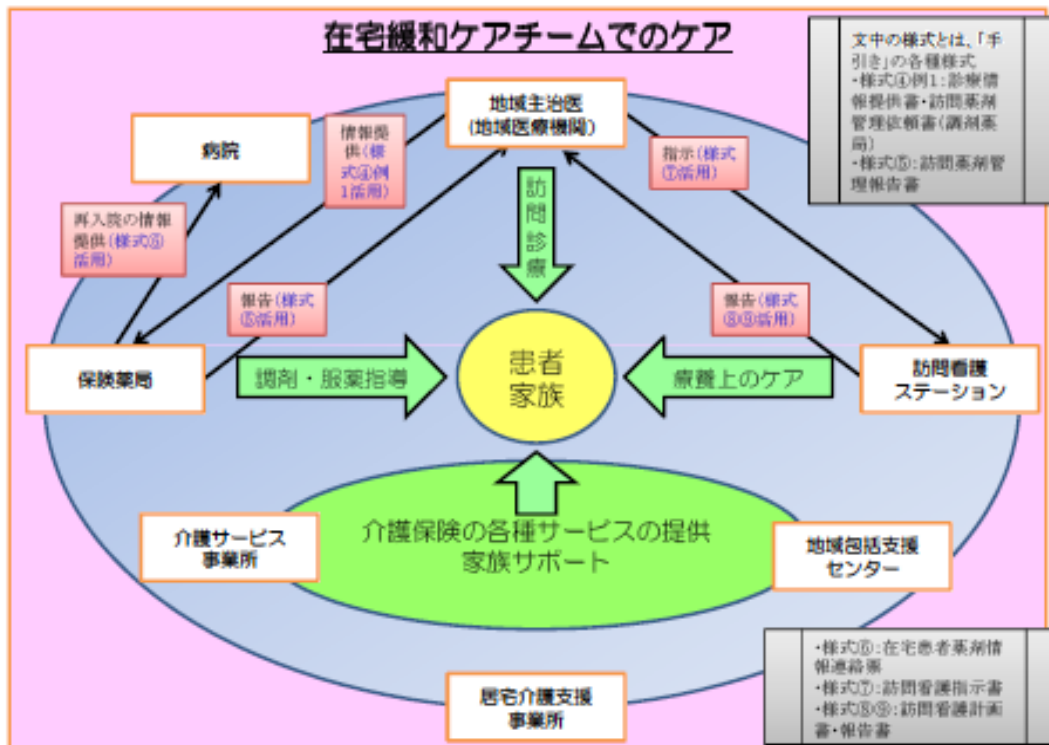 在宅緩和ケアチームでのケア
文中の様式とは、「手
引き」の各種様式
・様式④例1:診療情
報提供書・訪問薬剤
管理依頼書(調剤薬
局)
・様式⑤:訪問薬剤管
理報告書
地域主治医
(地域医療機関)
病院
情報提
供(様
式④例
1活用)
指示(様式
⑦活用)
訪問診療
再入院の情報
提供(様式⑥
活用)
報告(様式
⑤活用)
報告(様式
⑧⑨活用)
保険薬局
調剤・服薬指導
患者
家族
療養上のケア
訪問看護
ステーション
介護サービス
事業所
介護保険の各種サービスの提供
家族サポート
地域包括支援
センター
居宅介護支援
事業所
・様式⑥:在宅患者薬剤情
報連絡票
・様式⑦:訪問看護指示書
・様式⑧⑨:訪問看護計画
書・報告書